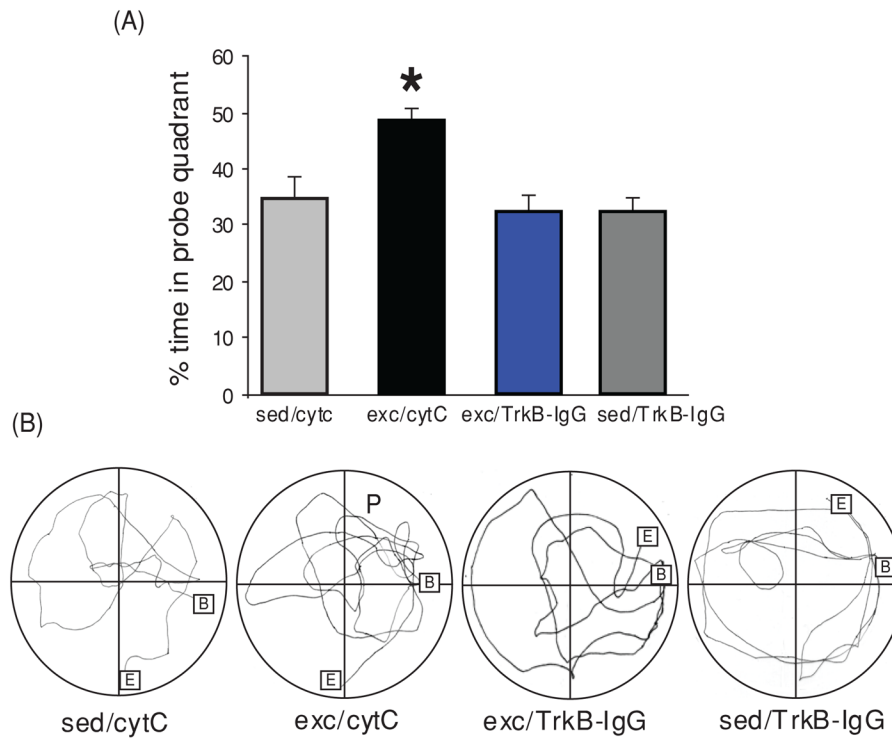 (A)
% time in probe quadrant
60
50
40
30
20
10
0
*
sed/cytc
exc/cytC
exc/TrkB-IgG
sed/TrkB-IgG
(B)
B
E
sed/cytC
P
B
E
exc/cytC
E
B
exc/TrkB-IgG
E
B
sed/TrkB-IgG